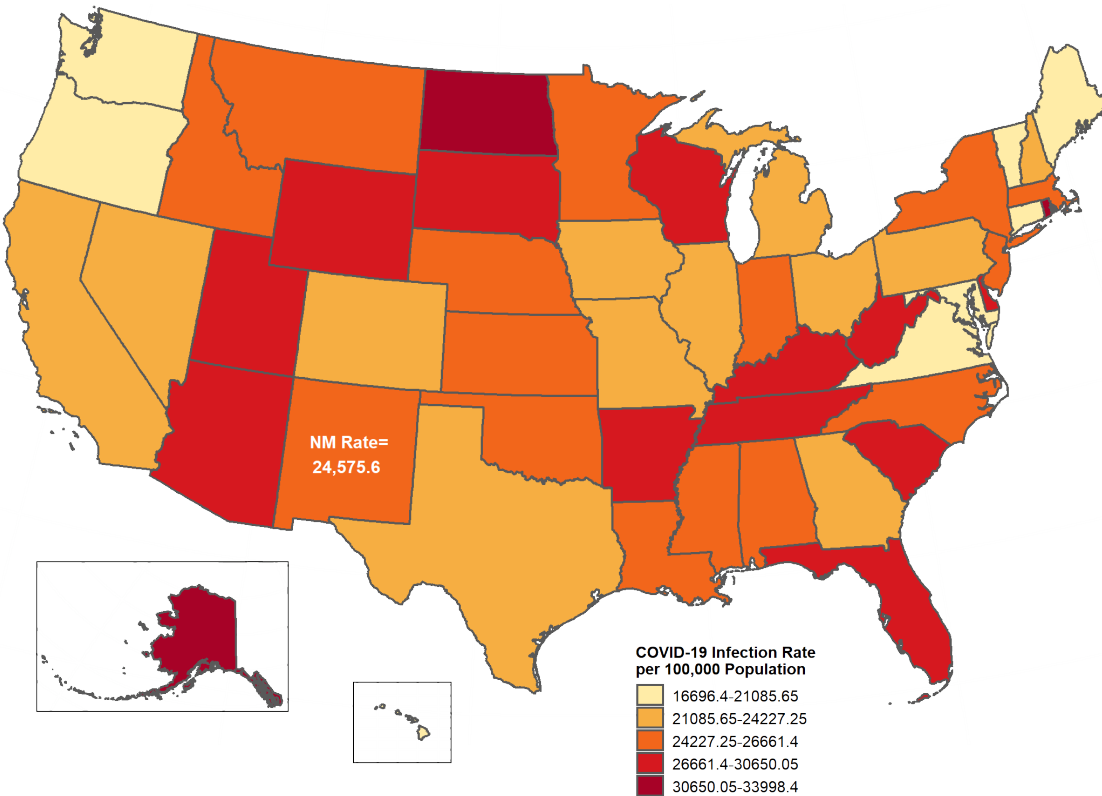 NM Rate=
24,575.6
COVID-19 Infection Rate
per 100,000 Population
16696.4-21085.65
21085.65-24227.25
24227.25-26661.4
26661.4-30650.05
30650.05-33998.4